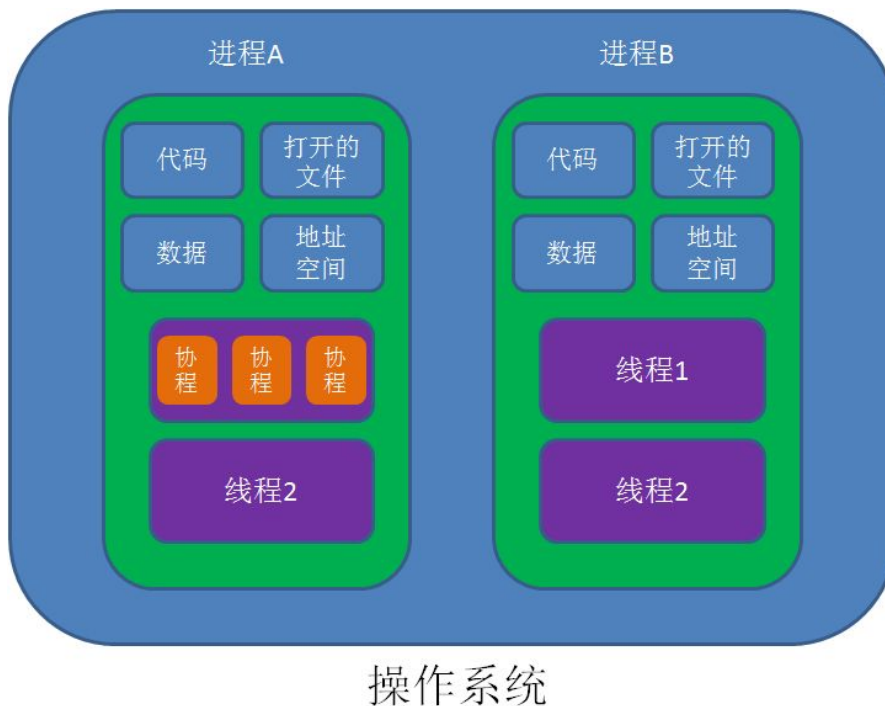 进程A
进程B
代码
打开的
文件
代码
打开的
文件
数据
地址
空间
数据
地址
空间
协
程
协
程
协
程
线程1
线程2
线程2
操作系统